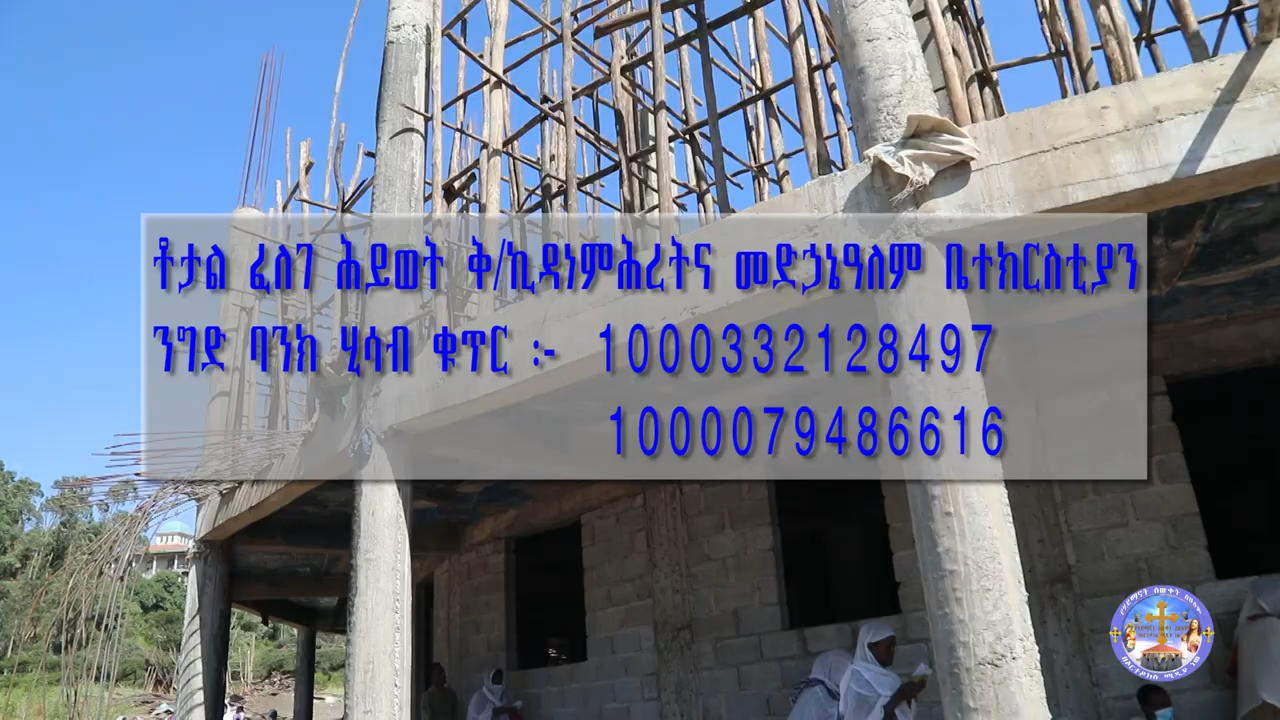 ቶታል ፈለገ ሕይወት ቅ/ኪዳነምሕረትና መድኃኔዓለም ቤተክርስቲያን
ንግድ ባንክ ሂሳብ ቁጥር ፡- 1000332128497
1000079486616